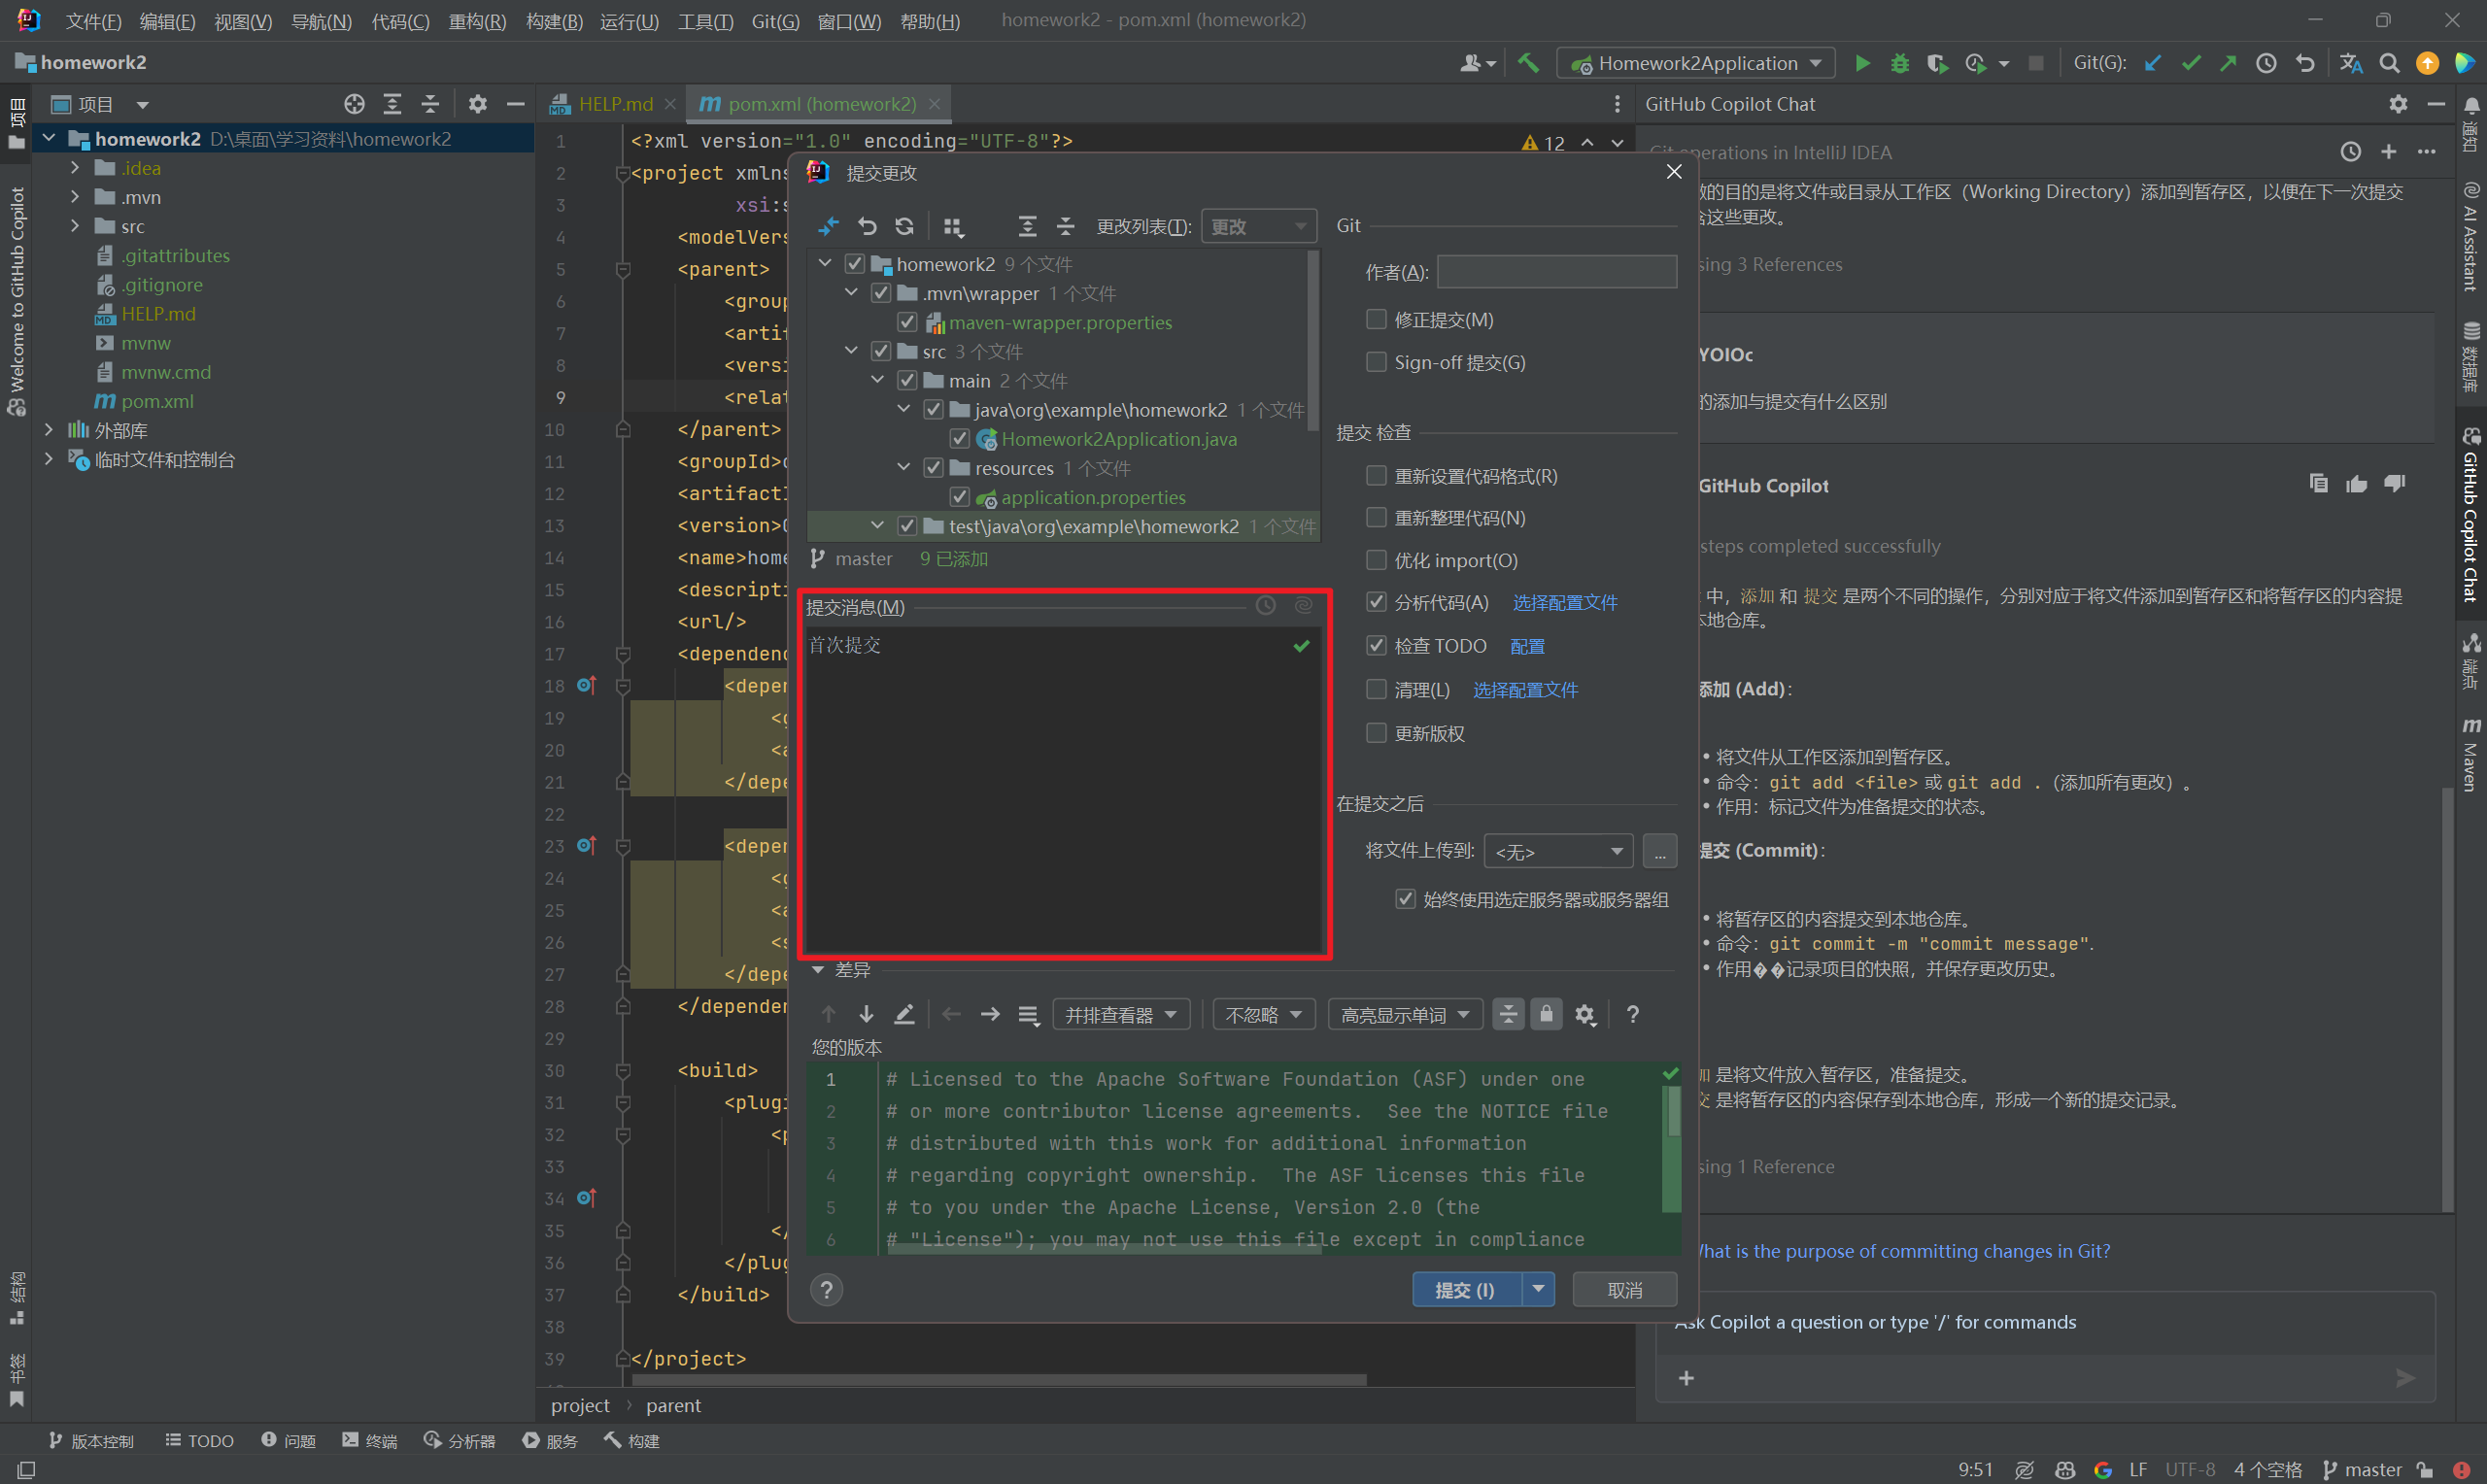 文件(F) 编辑(E) 视图(V) 导航(N) 代码(C) 重构(R) 构建(B) 运行(U) 工具(T) Git(G) 窗口(W) 帮助(H) homework2 - pom.xml (homework2)
homework2
Homework2Application
Git(G):
项目
HELP.md
pom.xml (homework2)
GitHub Copilot Chat
homework2 D:\桌面\学习资料\homework2
.idea
.mvn
src
.gitattributes
.gitignore
HELP.md
mvnw
mvnw.cmd
pom.xml
外部库
临时文件和控制台
项目
Welcome to GitHub Copilot
结构
书签
12
1 <?xml version="1.0" encoding="UTF-8"?>
2 <project xmlns
3 xsi:s
4 <modelVers
5 <parent>
6 <group
7 <artif
8 <versi
9 <relat
10 </parent>
11 <groupId>o
12 <artifacti
13 <version>0
14 <name>home
15 <descripti
16 <url/>
17 <dependenc
18 <deper
19 <g
20 <a
21 </depe
22
23 <deper
24 <g
25 <a
26 <s
27 </depe
28 </dependen
29
30 <build>
31 <plugi
32 <p
33
34
35 </
36 </plug
37 </build>
38
39 </project>
project › parent
提交更改
更改列表(T): 更改
homework2 9 个文件
.mvn\wrapper 1 个文件
maven-wrapper.properties
src 3 个文件
main 2 个文件
java\org\example\homework2 1 个文件
Homework2Application.java
resources 1 个文件
application.properties
test\java\org\example\homework2 1 个文件
master 9 已添加
提交消息(M)
首次提交
Git
作者(A):
修正提交(M)
Sign-off 提交(G)
提交 检查
重新设置代码格式(R)
重新整理代码(N)
优化 import(O)
分析代码(A) 选择配置文件
检查 TODO 配置
清理(L) 选择配置文件
更新版权
在提交之后
将文件上传到: <无> ...
始终使用选定服务器或服务器组
差异
并排查看器 不忽略 高亮显示单词 ?
您的版本
1 # Licensed to the Apache Software Foundation (ASF) under one
2 # or more contributor license agreements.  See the NOTICE file
3 # distributed with this work for additional information
4 # regarding copyright ownership.  The ASF licenses this file
5 # to you under the Apache License, Version 2.0 (the
6 # "License"); you may not use this file except in compliance
? 提交 (I) 取消
Git operations in IntelliJ IDEA
的目的是将文件或目录从工作区（Working Directory）添加到暂存区，以便在下一次提交
这些更改。
sing 3 References
YOIOc
的添加与提交有什么区别
GitHub Copilot
steps completed successfully
中，添加 和 提交 是两个不同的操作，分别对应于将文件添加到暂存区和将暂存区的内容提
本地仓库。
添加 (Add)：
• 将文件从工作区添加到暂存区。
• 命令：git add <file> 或 git add .（添加所有更改）。
• 作用：标记文件为准备提交的状态。
提交 (Commit)：
• 将暂存区的内容提交到本地仓库。
• 命令：git commit -m "commit message".
• 作用��记录项目的快照，并保存更改历史。
加 是将文件放入暂存区，准备提交。
交 是将暂存区的内容保存到本地仓库，形成一个新的提交记录。
sing 1 Reference
What is the purpose of committing changes in Git?
Ask Copilot a question or type '/' for commands
通知
AI Assistant
数据库
GitHub Copilot Chat
端点
Maven
版本控制 TODO 问题 终端 分析器 服务 构建
9:51 LF UTF-8 4 个空格 master